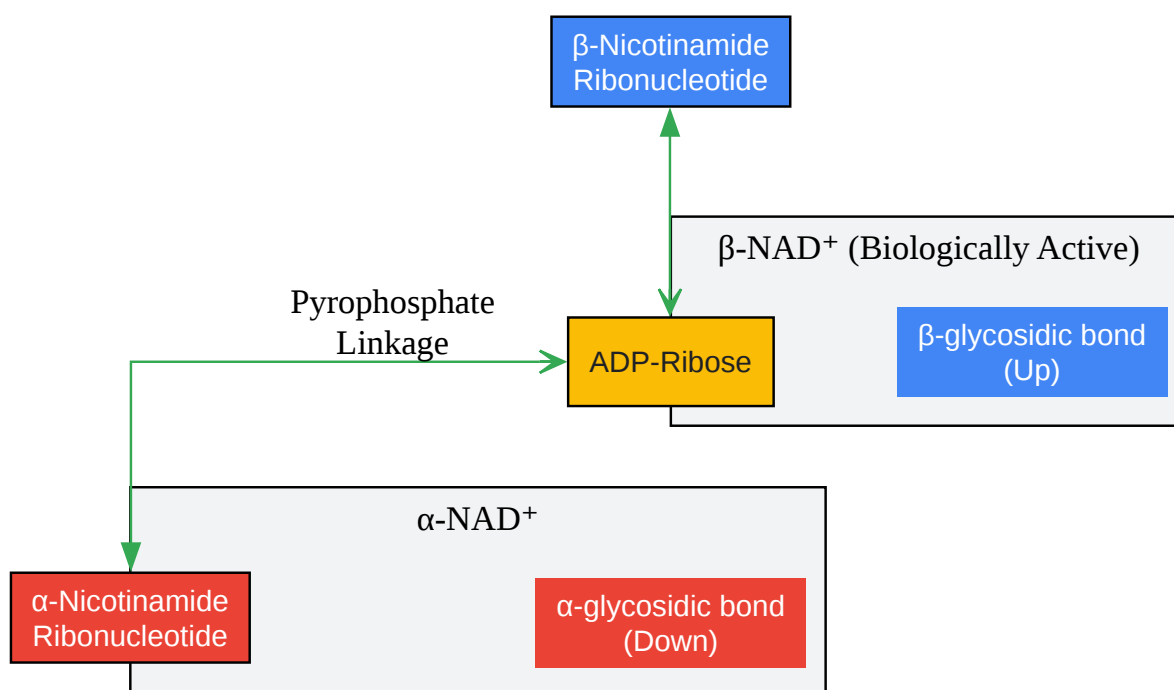 β-Nicotinamide
Ribonucleotide
β-NAD⁺ (Biologically Active)
Pyrophosphate
Linkage
β-glycosidic bond
(Up)
ADP-Ribose
α-NAD⁺
α-Nicotinamide
Ribonucleotide
α-glycosidic bond
(Down)